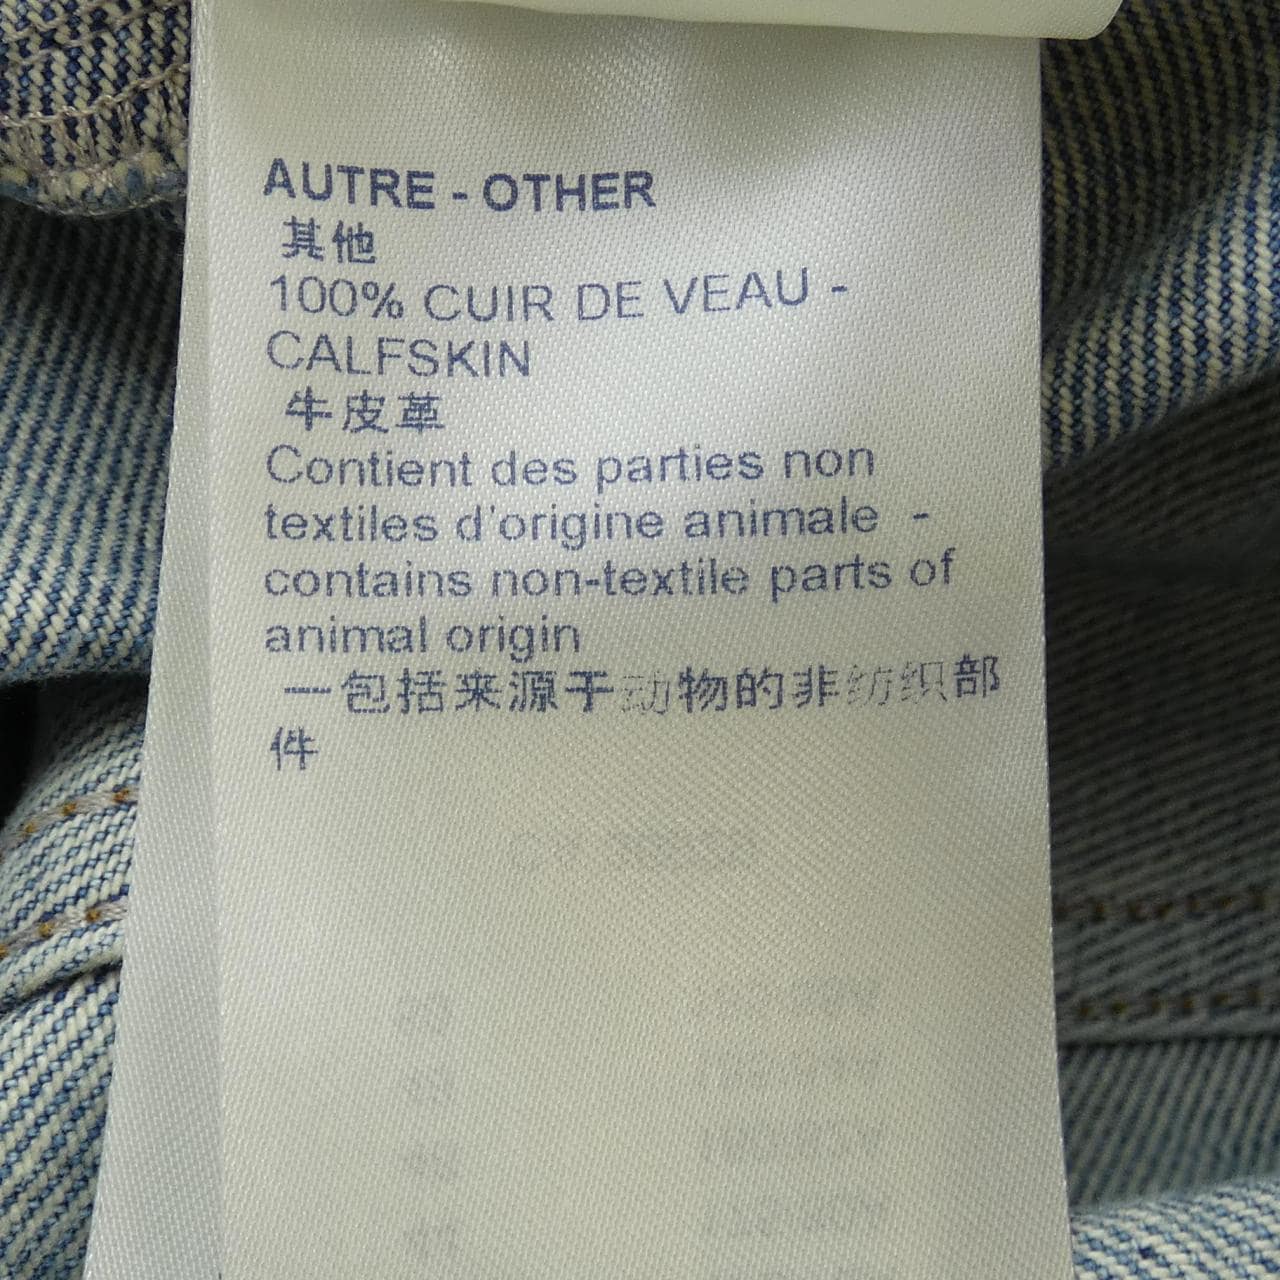 AUTRE - OTHER
其他
100% CUIR DE VEAU -
CALFSKIN
牛皮革
Contient des parties non
textiles d'origine animale -
contains non-textile parts of
animal origin
一包括来源于动物的非纺织部
件